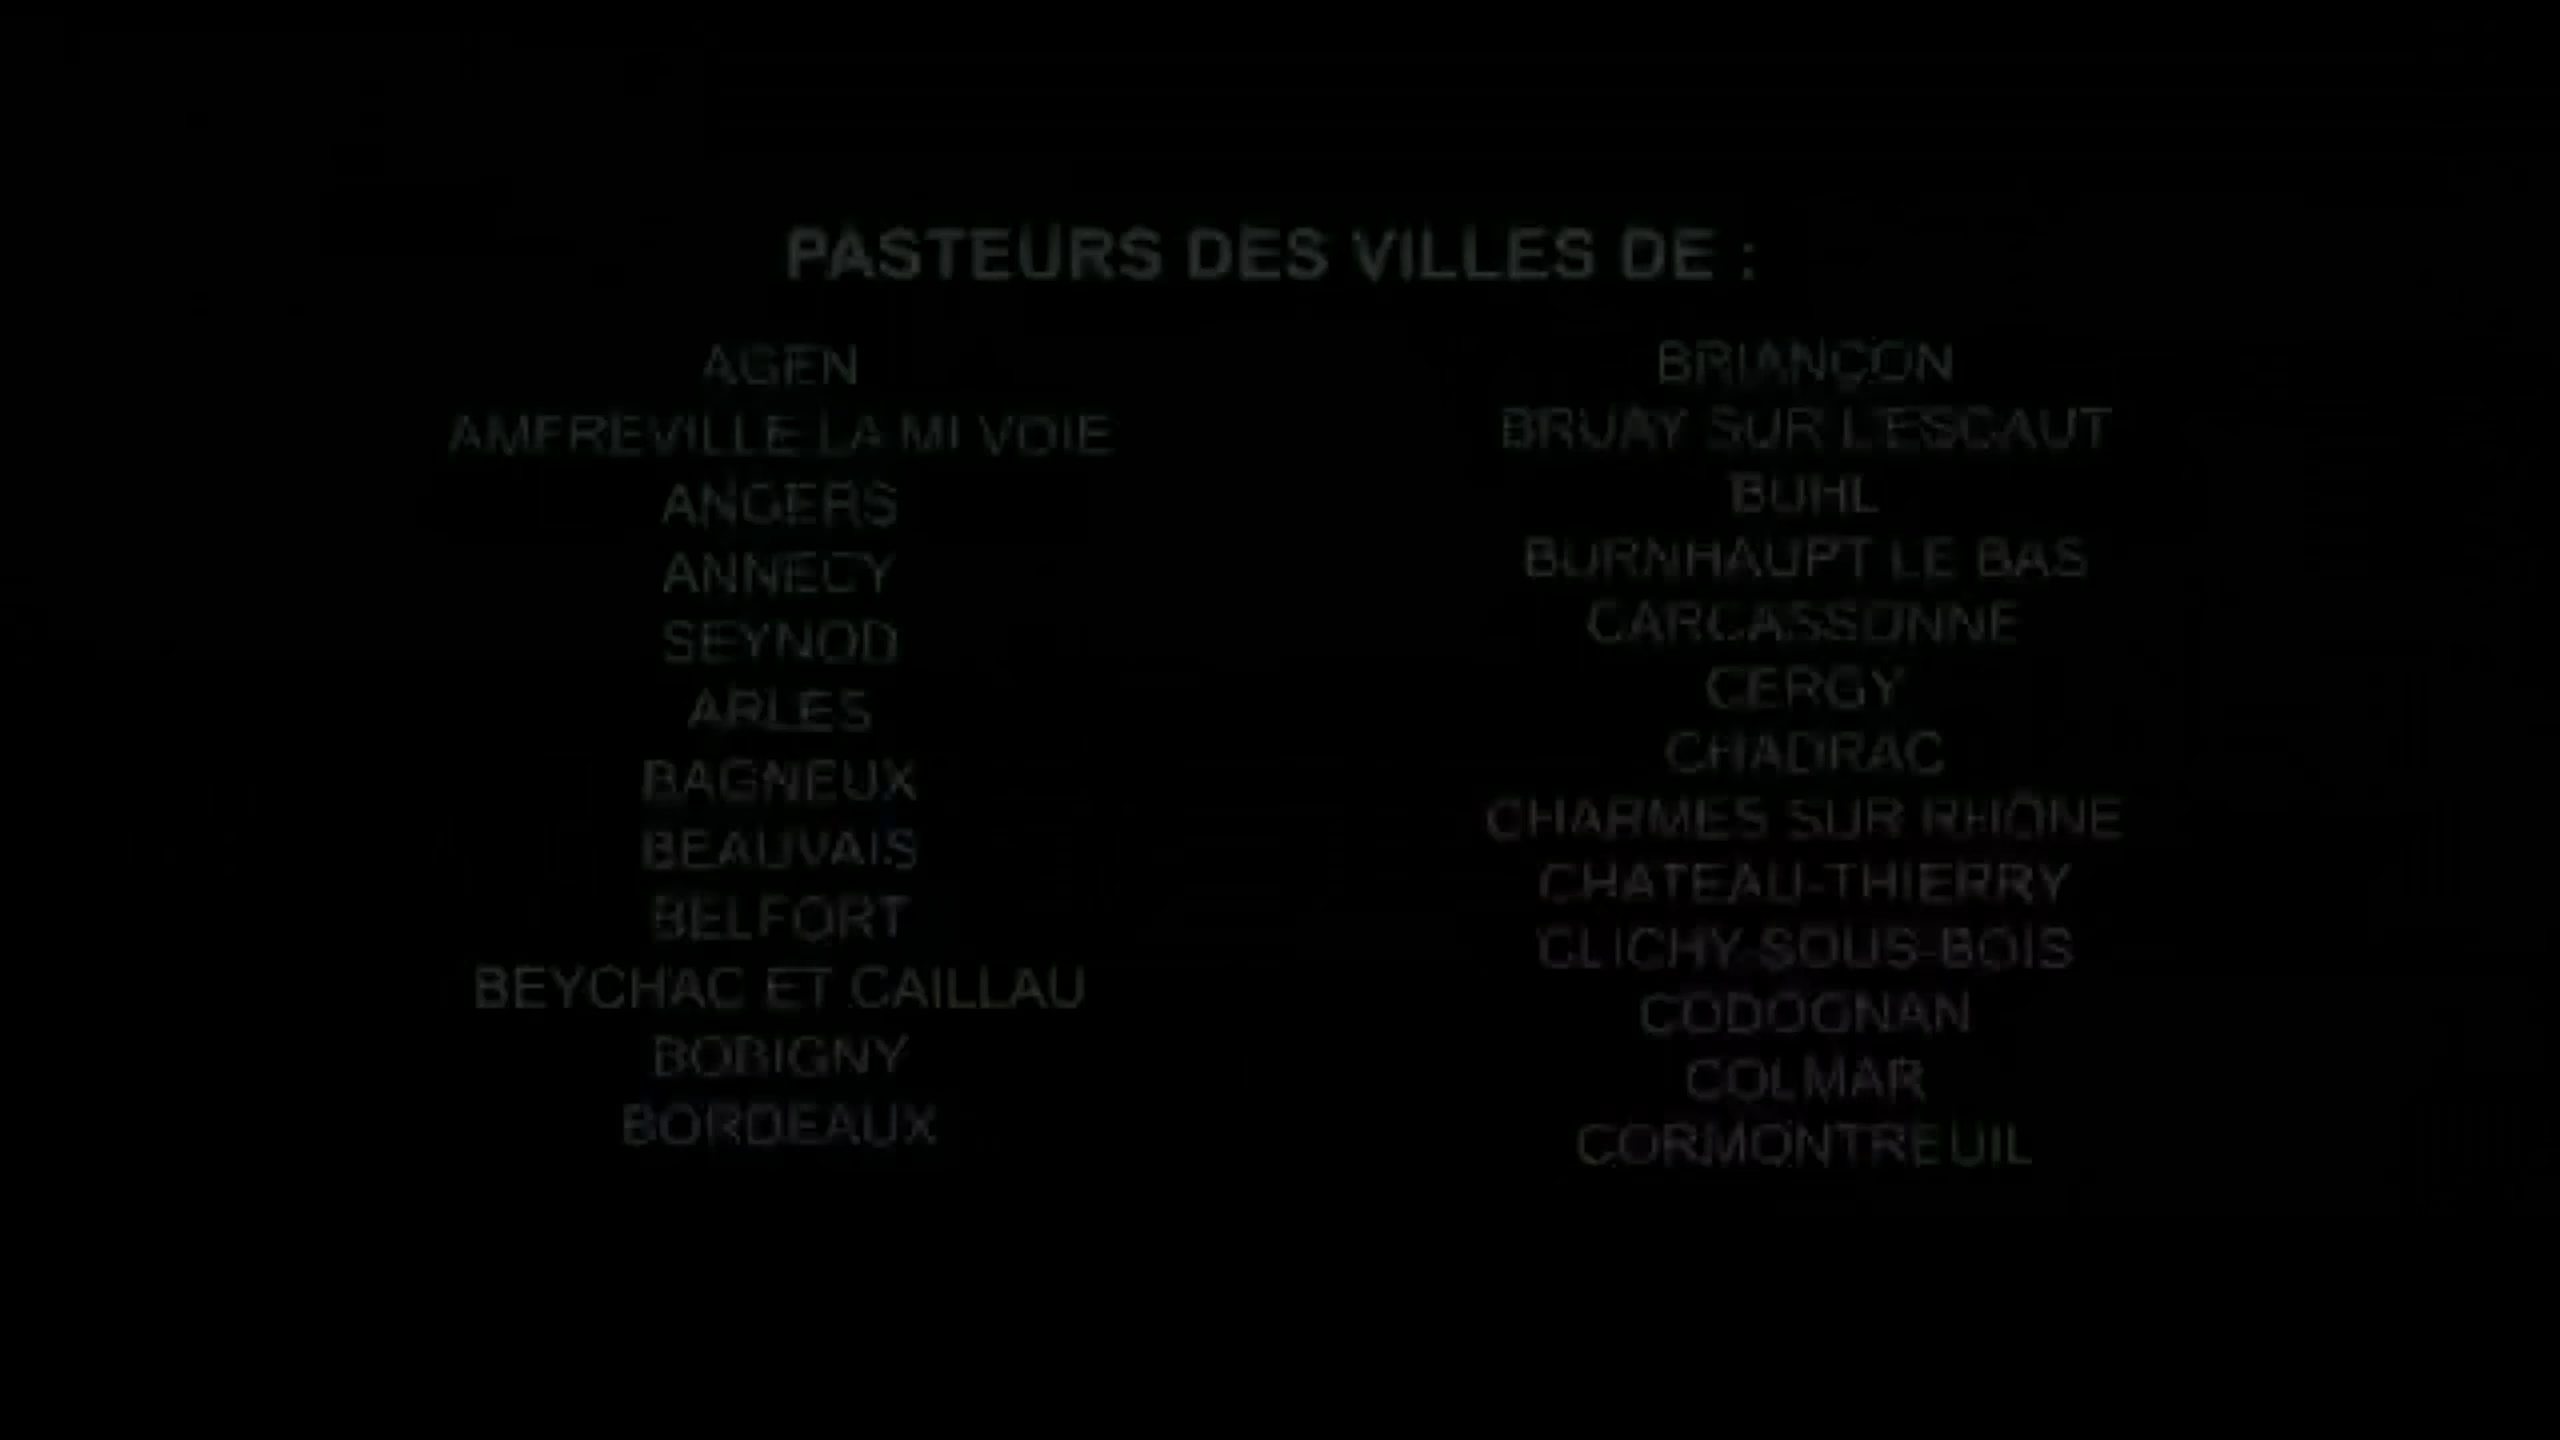 PASTEURS DES VILLES DE :
AGEN
AMFREVILLE LA MI VOIE
ANGERS
ANNECY
SEYNOD
ARLES
BAGNEUX
BEAUVAIS
BELFORT
BEYCHAC ET CAILLAU
BOBIGNY
BORDEAUX
BRIANÇON
BRUAY SUR L'ESCAUT
BUHL
BURNHAUPT LE BAS
CARCASSONNE
CERGY
CHADRAC
CHARMES SUR RHÔNE
CHATEAU-THIERRY
CLICHY-SOUS-BOIS
CODOGNAN
COLMAR
CORMONTREUIL